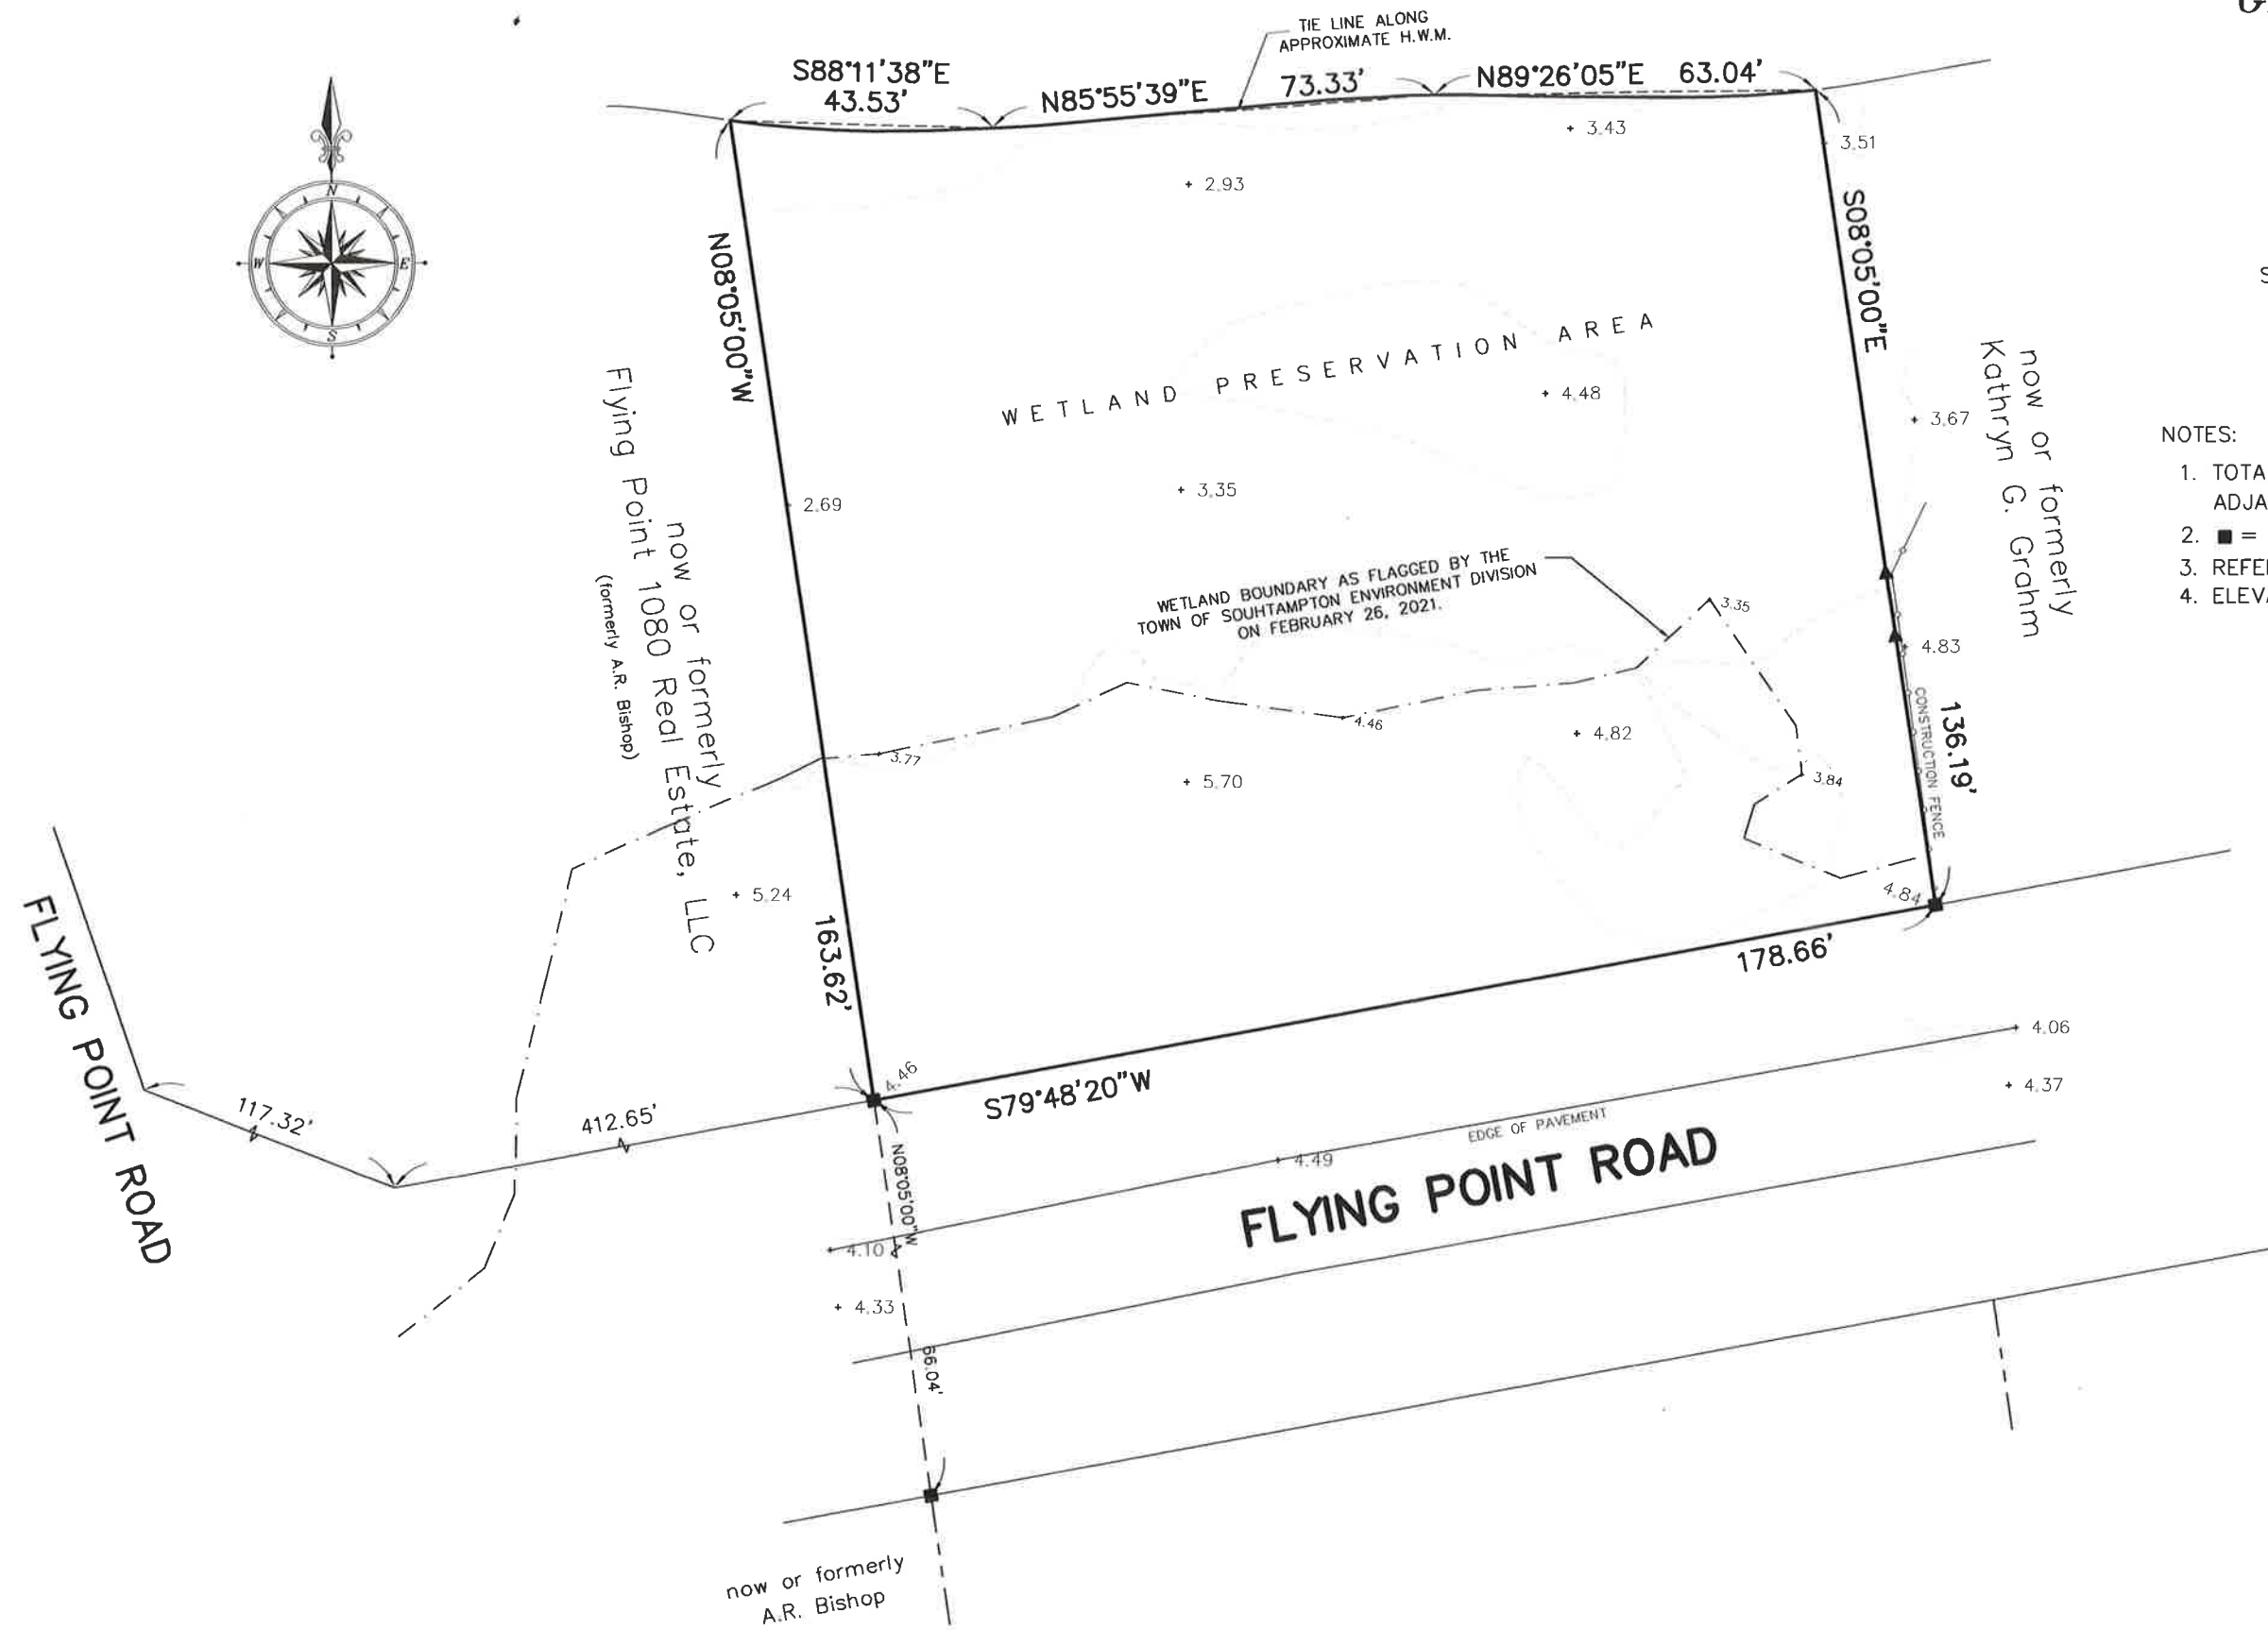 TIE LINE ALONG
APPROXIMATE H.W.M.
S88°11'38"E
43.53'
N85°55'39"E
73.33'
N89°26'05"E 63.04'
N
W
E
S
3.43
3.51
2.93
N08°05'00"W
S08°05'00"E
WETLAND PRESERVATION AREA
4.48
3.67
now or formerly
Kathryn G. Grahm
NOTES:
1. TOTA
ADJA
2. ■ =
3. REFE
4. ELEV
3.35
2.69
now or formerly
Flying Point 1080 Real Estate, LLC
(formerly A.R. Bishop)
WETLAND BOUNDARY AS FLAGGED BY THE
TOWN OF SOUHTAMPTON ENVIRONMENT DIVISION
ON FEBRUARY 26, 2021.
3.35
4.83
CONSTRUCTION FENCE
136.19'
4.46
4.82
3.77
5.70
3.84
5.24
4.84
163.62'
178.66'
FLYING POINT ROAD
4.06
4.46
S79°48'20"W
4.37
117.32'
412.65'
EDGE OF PAVEMENT
4.49
N08°05'00"W
FLYING POINT ROAD
4.10
4.33
66.04'
now or formerly
A.R. Bishop